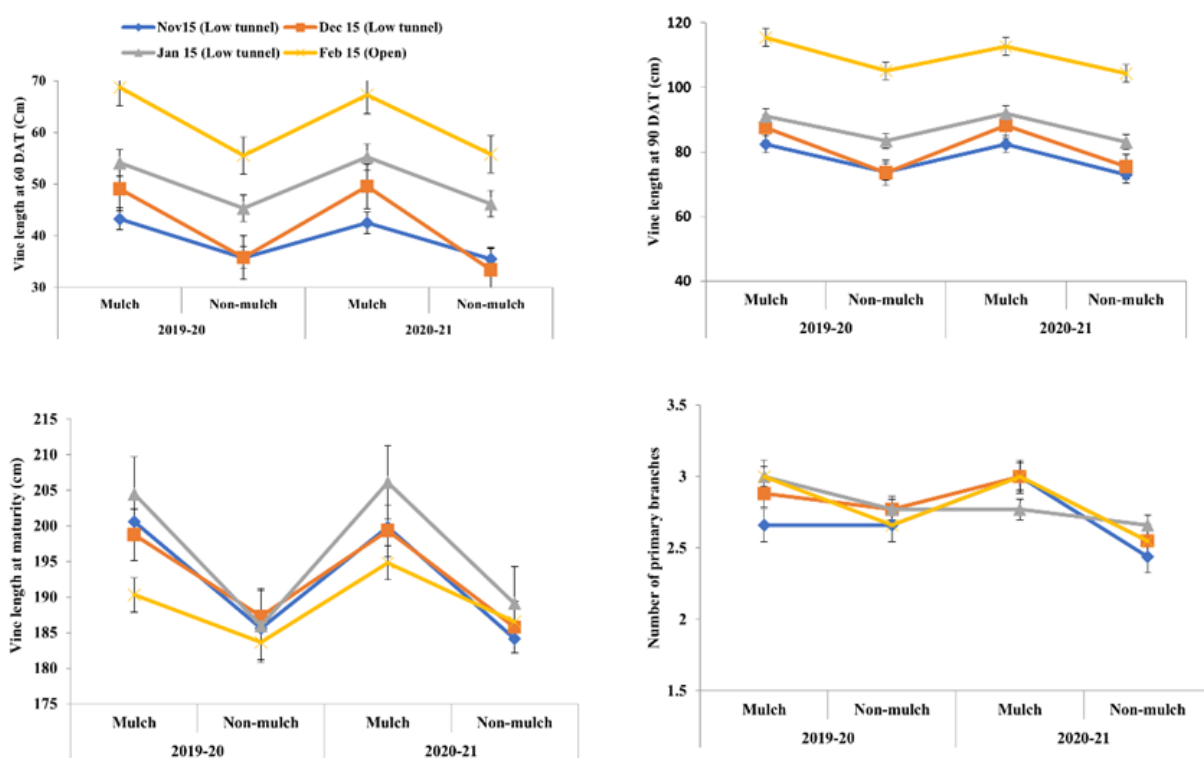 Nov15 (Low tunnel) Dec 15 (Low tunnel)
Jan 15 (Low tunnel) Feb 15 (Open)
Vine length at 60 DAT (Cm)
70
60
50
40
30
Mulch Non-mulch Mulch Non-mulch
2019-20 2020-21
Vine length at 90 DAT (cm)
120
100
80
60
40
Mulch Non-mulch Mulch Non-mulch
2019-20 2020-21
Vine length at maturity (cm)
215
210
205
200
195
190
185
180
175
Mulch Non-mulch Mulch Non-mulch
2019-20 2020-21
Number of primary branches
3.5
3
2.5
2
1.5
Mulch Non-mulch Mulch Non-mulch
2019-20 2020-21